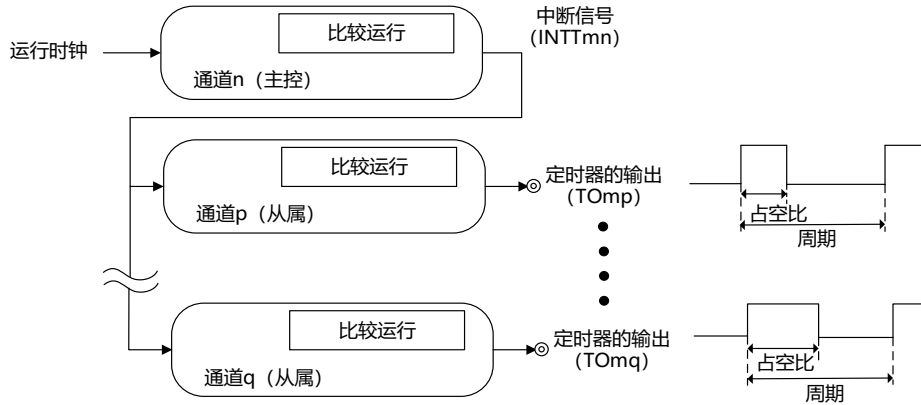 比较运行
中断信号
(INTTmn)
运行时钟
通道n（主控）
比较运行
定时器的输出
(TOmp)
通道p（从属）
占空比
周期
比较运行
定时器的输出
(TOmq)
通道q（从属）
占空比
周期